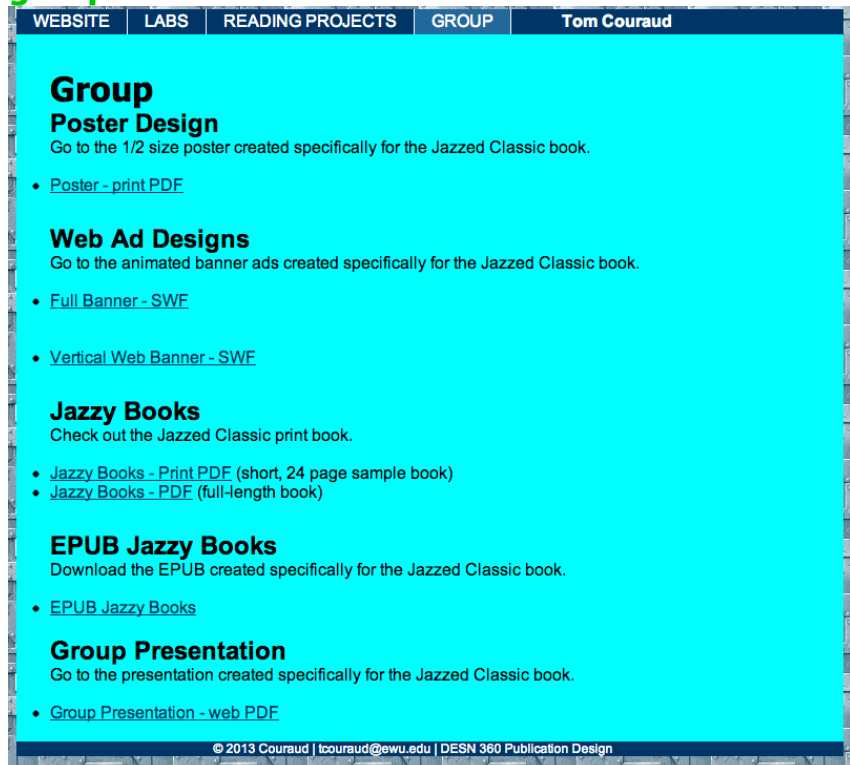 WEBSITE LABS READING PROJECTS GROUP Tom Couraud
Group
Poster Design
Go to the 1/2 size poster created specifically for the Jazzed Classic book.
• Poster - print PDF
Web Ad Designs
Go to the animated banner ads created specifically for the Jazzed Classic book.
• Full Banner - SWF
• Vertical Web Banner - SWF
Jazzy Books
Check out the Jazzed Classic print book.
• Jazzy Books - Print PDF (short, 24 page sample book)
• Jazzy Books - PDF (full-length book)
EPUB Jazzy Books
Download the EPUB created specifically for the Jazzed Classic book.
• EPUB Jazzy Books
Group Presentation
Go to the presentation created specifically for the Jazzed Classic book.
• Group Presentation - web PDF
© 2013 Couraud | tcouraud@ewu.edu | DESN 360 Publication Design